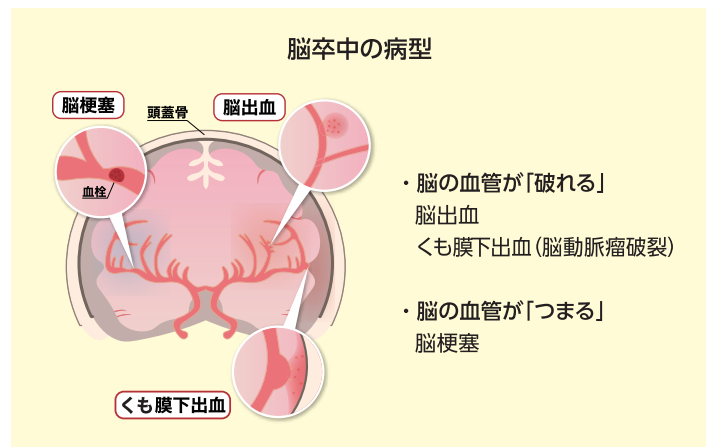 脳卒中の病型
脳梗塞
頭蓋骨
脳出血
血栓
くも膜下出血
・脳の血管が「破れる」
脳出血
くも膜下出血(脳動脈瘤破裂)
・脳の血管が「つまる」
脳梗塞